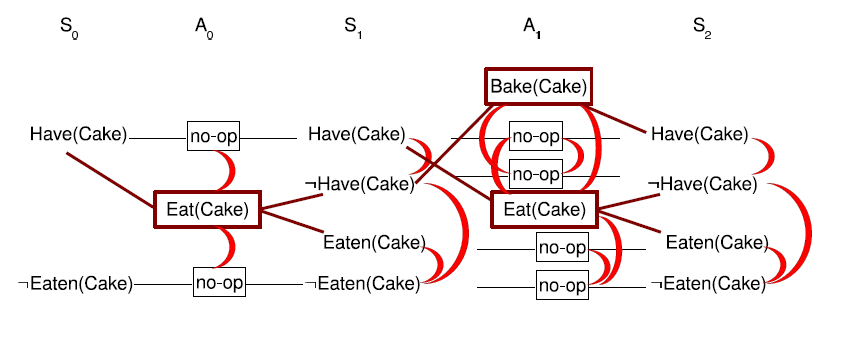 S0 A0 S1 A1 S2
Bake(Cake)
Have(Cake) no-op Have(Cake) no-op Have(Cake)
no-op
¬Have(Cake) ¬Have(Cake)
Eat(Cake) Eat(Cake)
Eaten(Cake) no-op Eaten(Cake)
¬Eaten(Cake) no-op ¬Eaten(Cake) no-op ¬Eaten(Cake)